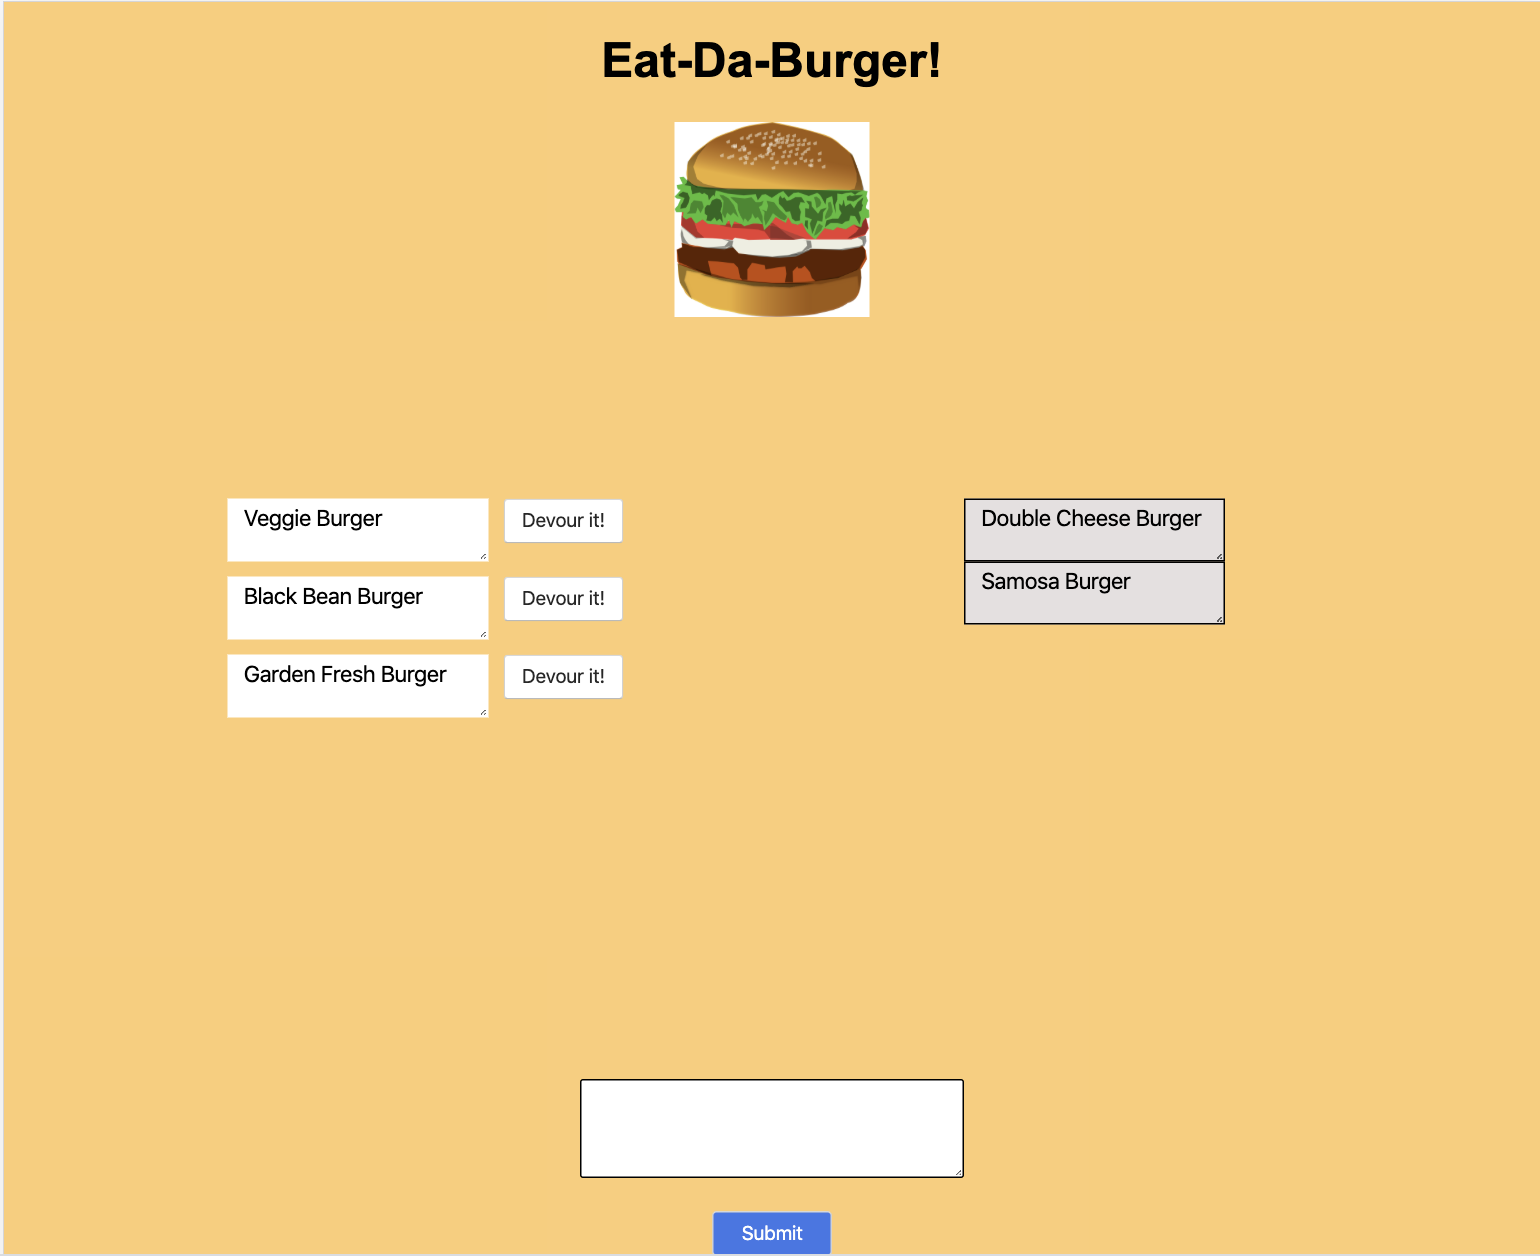 Eat-Da-Burger!
Veggie Burger
Devour it!
Black Bean Burger
Devour it!
Garden Fresh Burger
Devour it!
Double Cheese Burger
Samosa Burger
Submit